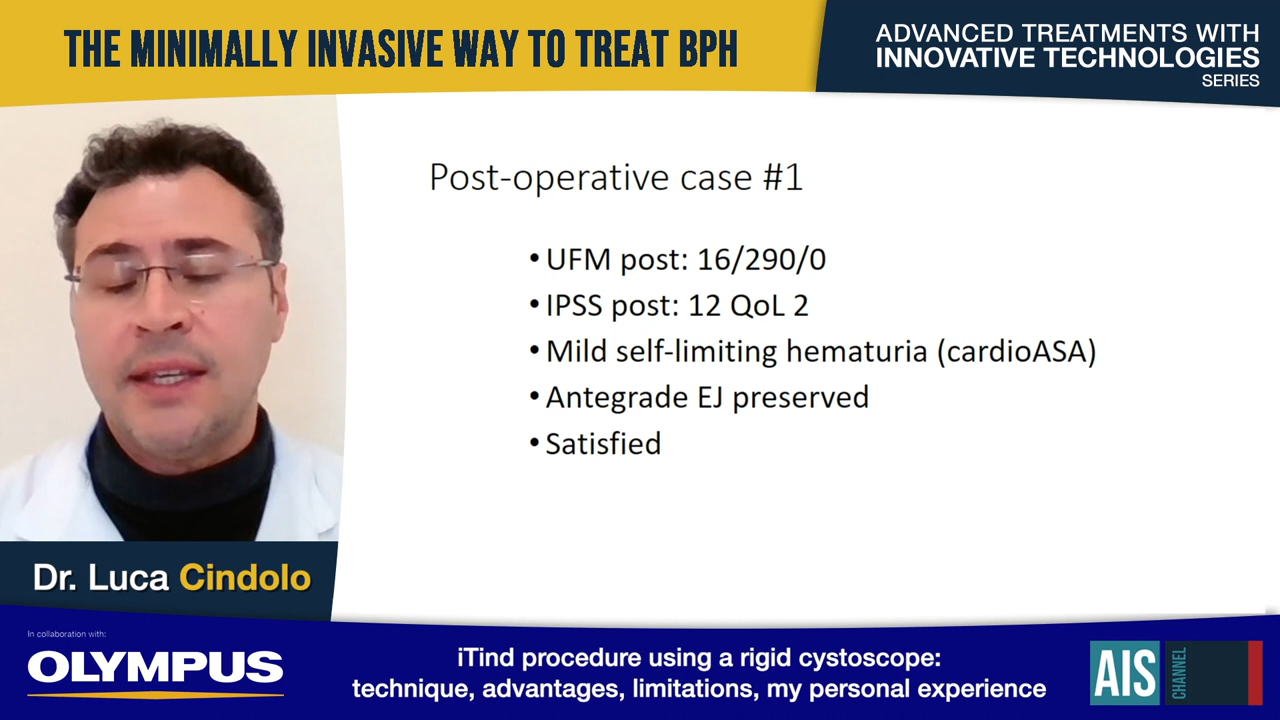 THE MINIMALLY INVASIVE WAY TO TREAT BPH
ADVANCED TREATMENTS WITH
INNOVATIVE TECHNOLOGIES
SERIES
Post-operative case #1
• UFM post: 16/290/0
• IPSS post: 12 QoL 2
• Mild self-limiting hematuria (cardioASA)
• Antegrade EJ preserved
• Satisfied
Dr. Luca Cindolo
In collaboration with:
OLYMPUS
iTind procedure using a rigid cystoscope:
technique, advantages, limitations, my personal experience
AIS
CHANNEL